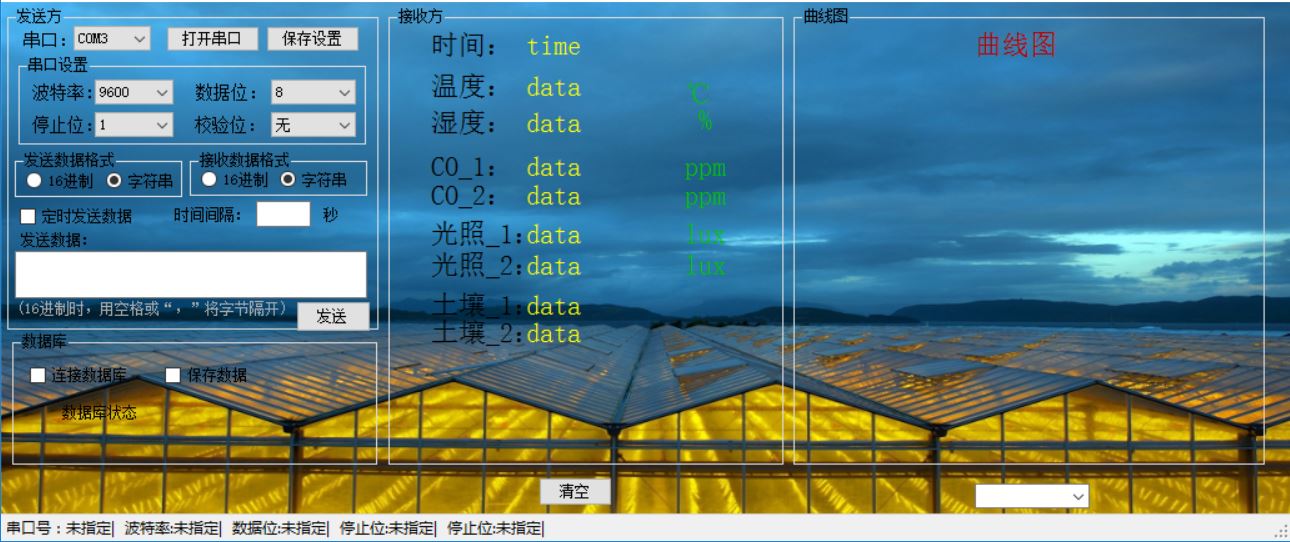 发送方
串口： COM3 打开串口 保存设置
串口设置
波特率: 9600 数据位： 8
停止位: 1 校验位： 无
发送数据格式
16进制 字符串
接收数据格式
16进制 字符串
定时发送数据 时间间隔： 秒
发送数据:
(16进制时，用空格或“，”将字节隔开)
发送
数据库
连接数据库 保存数据
数据库状态
接收方
时间： time
温度： data ℃
湿度： data %
CO_1: data ppm
CO_2: data ppm
光照_1: data lux
光照_2: data lux
土壤_1: data
土壤_2: data
清空
曲线图
曲线图
串口号：未指定| 波特率:未指定| 数据位:未指定| 停止位:未指定| 停止位:未指定|